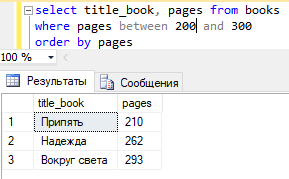 select title_book, pages from books
where pages between 200 and 300
order by pages
100 %
Результаты Сообщения
title_book pages
1 Припять 210
2 Надежда 262
3 Вокруг света 293